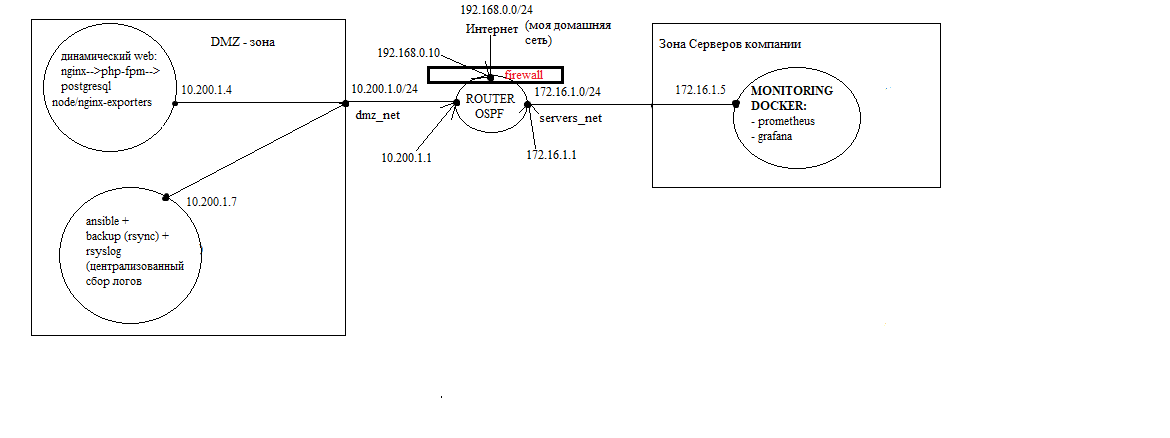 192.168.0.0/24
Интернет
(моя домашняя
сеть)
DMZ - зона
динамический web:
nginx-->php-fpm-->
postgresql
node/nginx-exporters
10.200.1.4
10.200.1.0/24
dmz_net
192.168.0.10
firewall
ROUTER
OSPF
10.200.1.1
172.16.1.0/24
servers_net
172.16.1.1
Зона Серверов компании
172.16.1.5
MONITORING
DOCKER:
- prometheus
- grafana
10.200.1.7
ansible +
backup (rsync) +
rsyslog
(централизованный
сбор логов